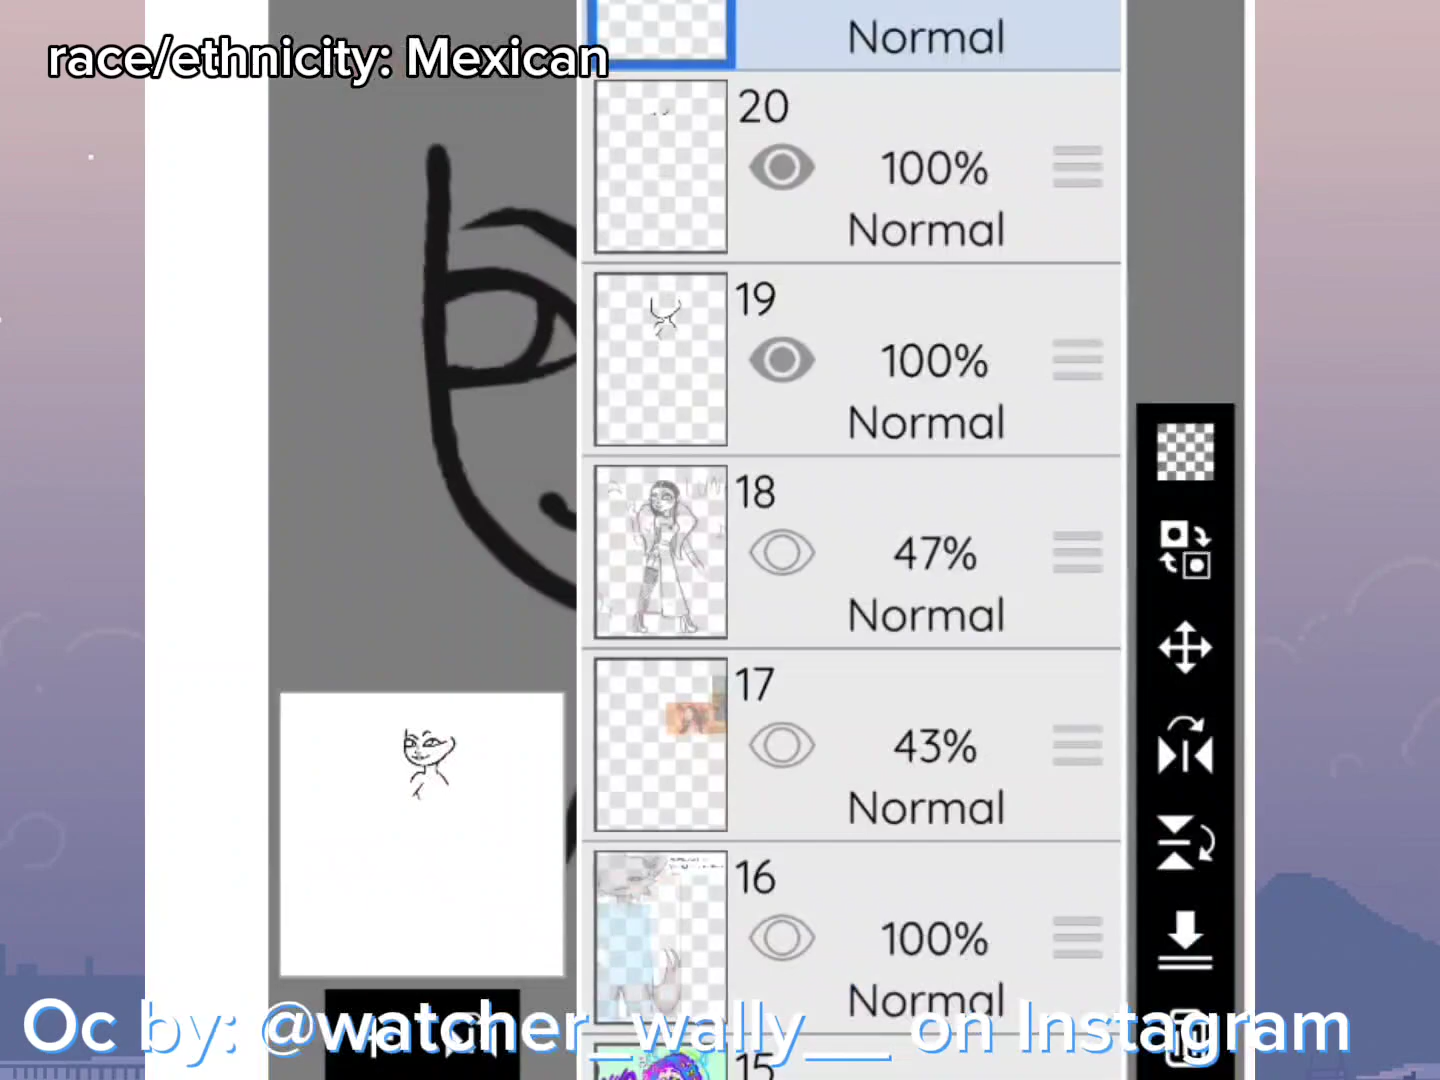 race/ethnicity: Mexican
Normal
20
100%
Normal
19
100%
Normal
18
47%
Normal
17
43%
Normal
16
100%
Normal
Oc by: @watcher_wally__ on Instagram
15